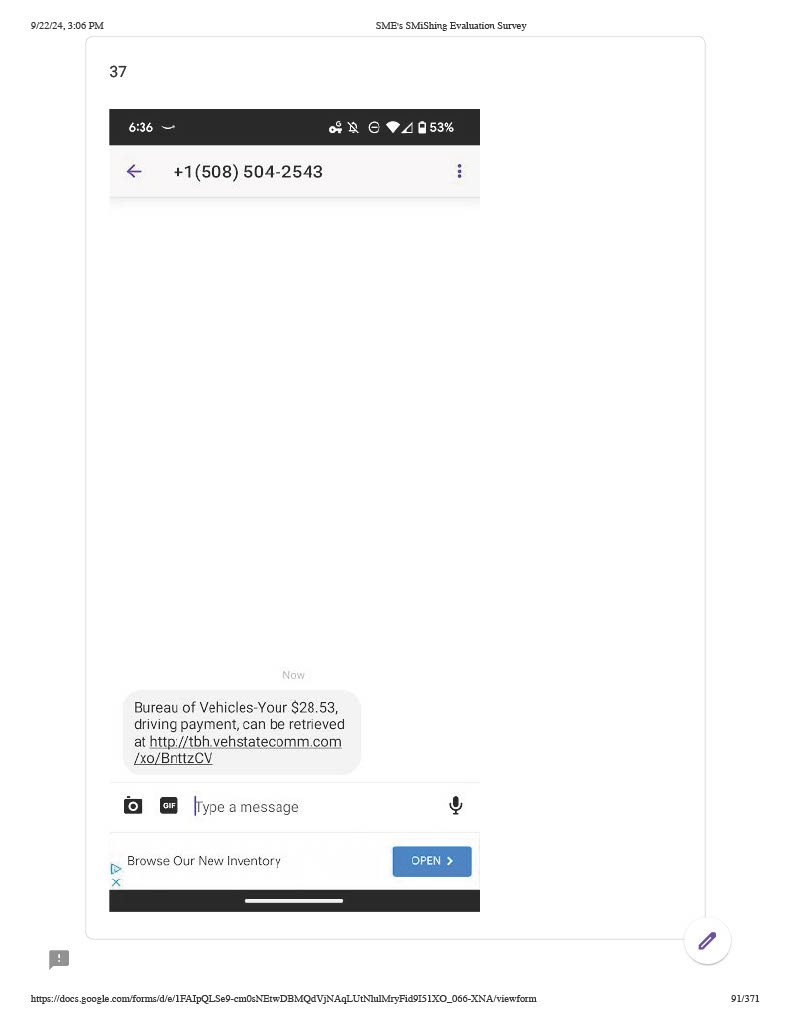 9/22/24, 3:06 PM
SME's SMiShing Evaluation Survey
37
6:36
53%
+1(508) 504-2543
Now
Bureau of Vehicles-Your $28.53,
driving payment, can be retrieved
at http://tbh.vehstatecomm.com
/xo/BnttzCV
GIF
Type a message
Browse Our New Inventory
OPEN >
https://docs.google.com/forms/d/e/1FAIpQLSe9-cm0sNEtwDBMQdVjNAqLUtNlulMryFid9I51XO_066-XNA/viewform
91/371